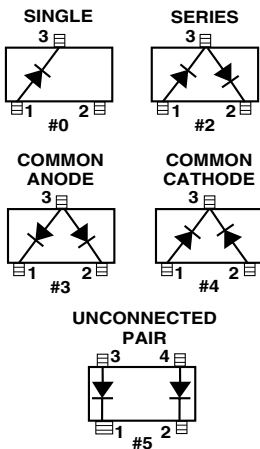 SINGLE
3
1 2
#0
SERIES
3
1 2
#2
COMMON
ANODE
3
1 2
#3
COMMON
CATHODE
3
1 2
#4
UNCONNECTED
PAIR
3 4
1 2
#5